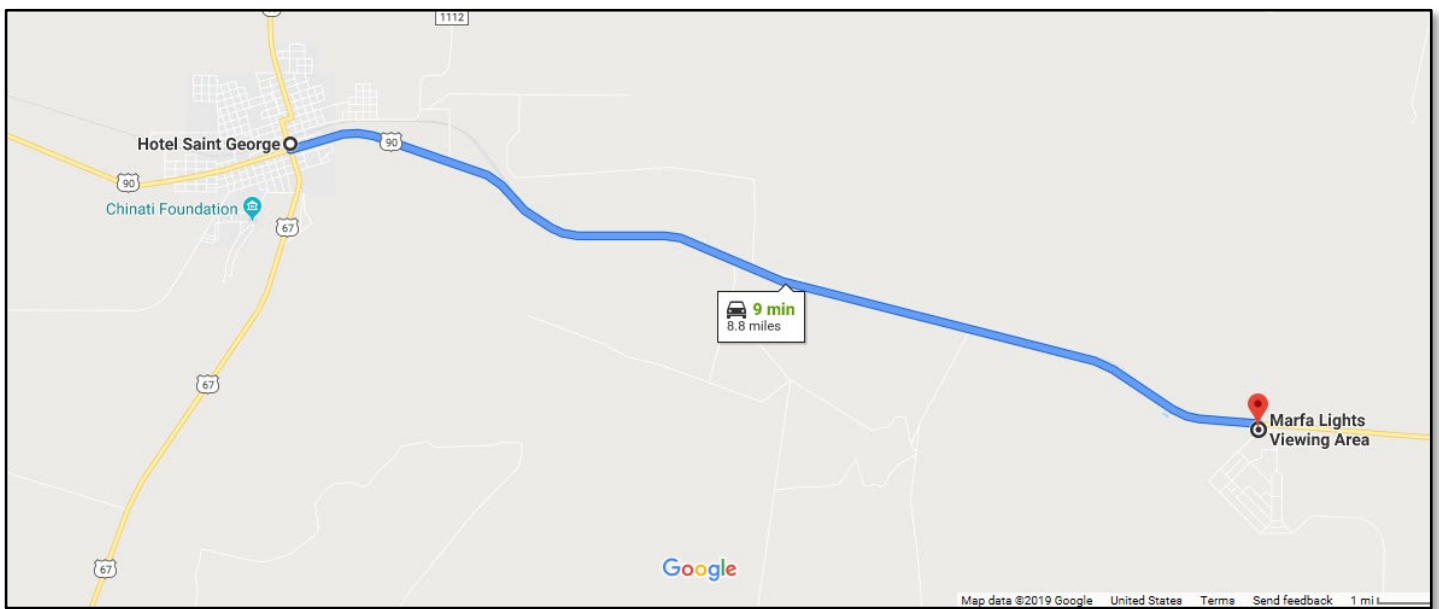 1112
Hotel Saint George
90
90
Chinati Foundation
67
9 min
8.8 miles
67
Marfa Lights
Viewing Area
67
Google
Map data ©2019 Google United States Terms Send feedback 1 mi